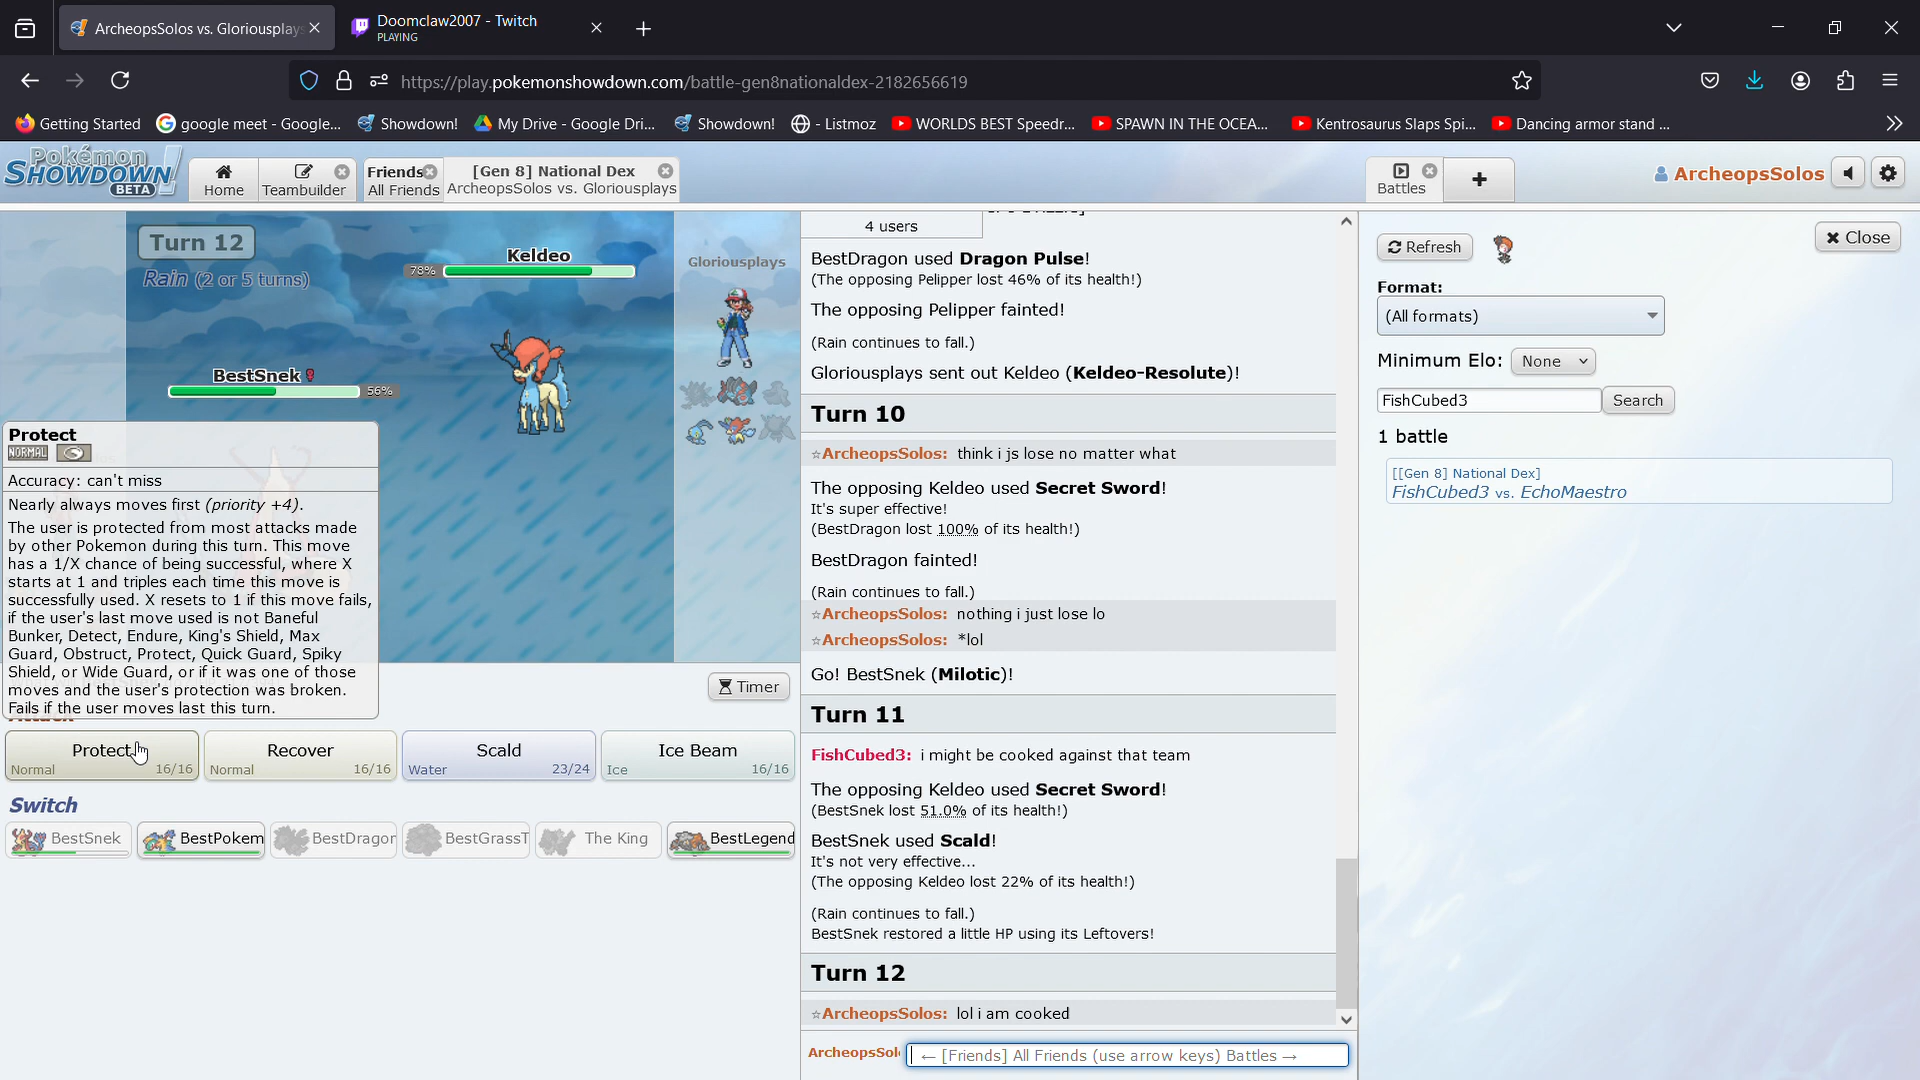 ArcheopsSolos vs. Gloriousplays
Doomclaw2007 - Twitch
PLAYING
https://play.pokemonshowdown.com/battle-gen8nationaldex-2182656619
Getting Started
google meet - Google...
Showdown!
My Drive - Google Dri...
Showdown!
- Listmoz
WORLDS BEST Speedr...
SPAWN IN THE OCEA...
Kentrosaurus Slaps Spi...
Dancing armor stand ...
Pokémon
SHOWDOWN!
BETA
Home
Teambuilder
Friends
All Friends
[Gen 8] National Dex
ArcheopsSolos vs. Gloriousplays
Battles
ArcheopsSolos
Turn 12
Rain (2 or 5 turns)
Keldeo
78%
BestSnek
56%
Gloriousplays
Protect
NORMAL
Accuracy: can't miss
Nearly always moves first (priority +4).
The user is protected from most attacks made
by other Pokemon during this turn. This move
has a 1/X chance of being successful, where X
starts at 1 and triples each time this move is
successfully used. X resets to 1 if this move fails,
if the user's last move used is not Baneful
Bunker, Detect, Endure, King's Shield, Max
Guard, Obstruct, Protect, Quick Guard, Spiky
Shield, or Wide Guard, or if it was one of those
moves and the user's protection was broken.
Fails if the user moves last this turn.
Timer
Protect
Normal 16/16
Recover
Normal 16/16
Scald
Water 23/24
Ice Beam
Ice 16/16
Switch
BestSnek
BestPokem
BestDragor
BestGrassT
The King
BestLegend
4 users
BestDragon used Dragon Pulse!
(The opposing Pelipper lost 46% of its health!)
The opposing Pelipper fainted!
(Rain continues to fall.)
Gloriousplays sent out Keldeo (Keldeo-Resolute)!
Turn 10
☆ArcheopsSolos: think i js lose no matter what
The opposing Keldeo used Secret Sword!
It's super effective!
(BestDragon lost 100% of its health!)
BestDragon fainted!
(Rain continues to fall.)
☆ArcheopsSolos: nothing i just lose lo
☆ArcheopsSolos: *lol
Go! BestSnek (Milotic)!
Turn 11
FishCubed3: i might be cooked against that team
The opposing Keldeo used Secret Sword!
(BestSnek lost 51.0% of its health!)
BestSnek used Scald!
It's not very effective...
(The opposing Keldeo lost 22% of its health!)
(Rain continues to fall.)
BestSnek restored a little HP using its Leftovers!
Turn 12
☆ArcheopsSolos: lol i am cooked
ArcheopsSol
← [Friends] All Friends (use arrow keys) Battles →
Refresh
Close
Format:
(All formats)
Minimum Elo: None
FishCubed3
Search
1 battle
[[Gen 8] National Dex]
FishCubed3 vs. EchoMaestro